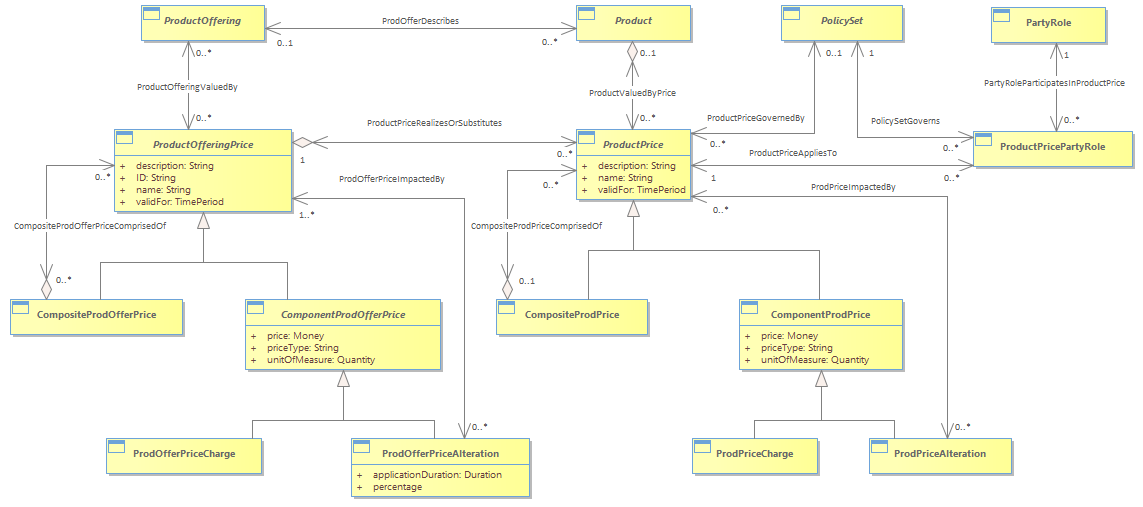 ProductOffering
ProdOfferDescribes
Product
PolicySet
PartyRole
0..1
0..*
0..*
0..1
0..1
1
1
ProductOfferingValuedBy
ProductValuedByPrice
PartyRoleParticipatesInProductPrice
0..*
0..*
0..*
ProductPriceRealizesOrSubstitutes
ProductPriceGovernedBy
PolicySetGoverns
ProductOfferingPrice
+ description: String
+ ID: String
+ name: String
+ validFor: TimePeriod
1
0..*
ProductPrice
+ description: String
+ name: String
+ validFor: TimePeriod
0..*
0..*
ProductPricePartyRole
ProductPriceAppliesTo
1
0..*
0..*
ProdOfferPriceImpactedBy
1..*
0..*
ProdPriceImpactedBy
0..*
CompositeProdOfferPriceComprisedOf
CompositeProdPriceComprisedOf
0..*
0..1
CompositeProdOfferPrice
ComponentProdOfferPrice
+ price: Money
+ priceType: String
+ unitOfMeasure: Quantity
CompositeProdPrice
ComponentProdPrice
+ price: Money
+ priceType: String
+ unitOfMeasure: Quantity
0..*
0..*
ProdOfferPriceCharge
ProdOfferPriceAlteration
+ applicationDuration: Duration
+ percentage
ProdPriceCharge
ProdPriceAlteration